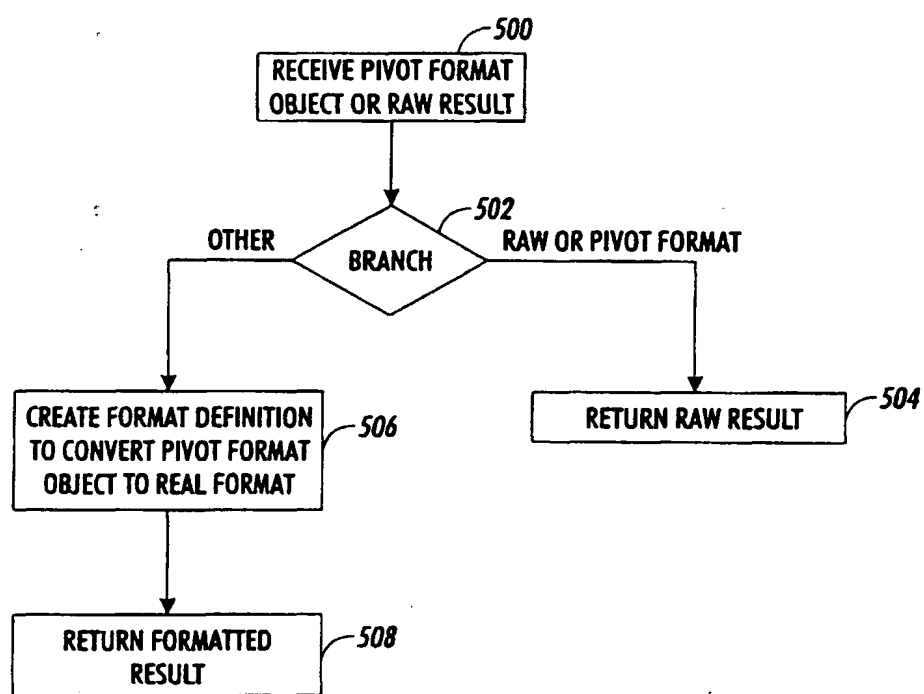 500
RECEIVE PIVOT FORMAT
OBJECT OR RAW RESULT
502
OTHER
BRANCH
RAW OR PIVOT FORMAT
CREATE FORMAT DEFINITION
TO CONVERT PIVOT FORMAT
OBJECT TO REAL FORMAT
506
RETURN RAW RESULT
504
RETURN FORMATTED
RESULT
508